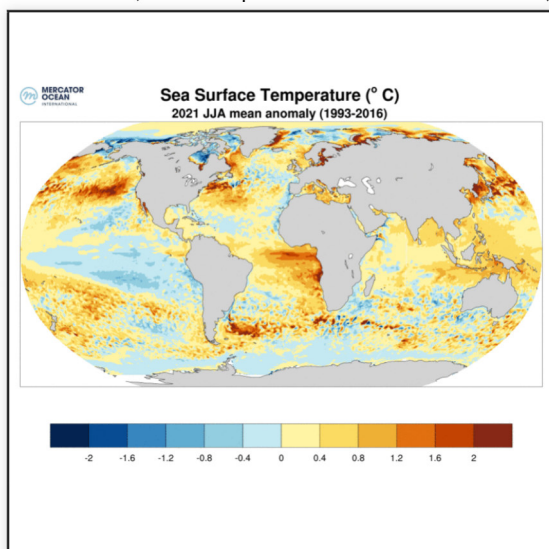 MERCATOR
OCEAN
INTERNATIONAL
Sea Surface Temperature (° C)
2021 JJA mean anomaly (1993-2016)
-2 -1.6 -1.2 -0.8 -0.4 0 0.4 0.8 1.2 1.6 2